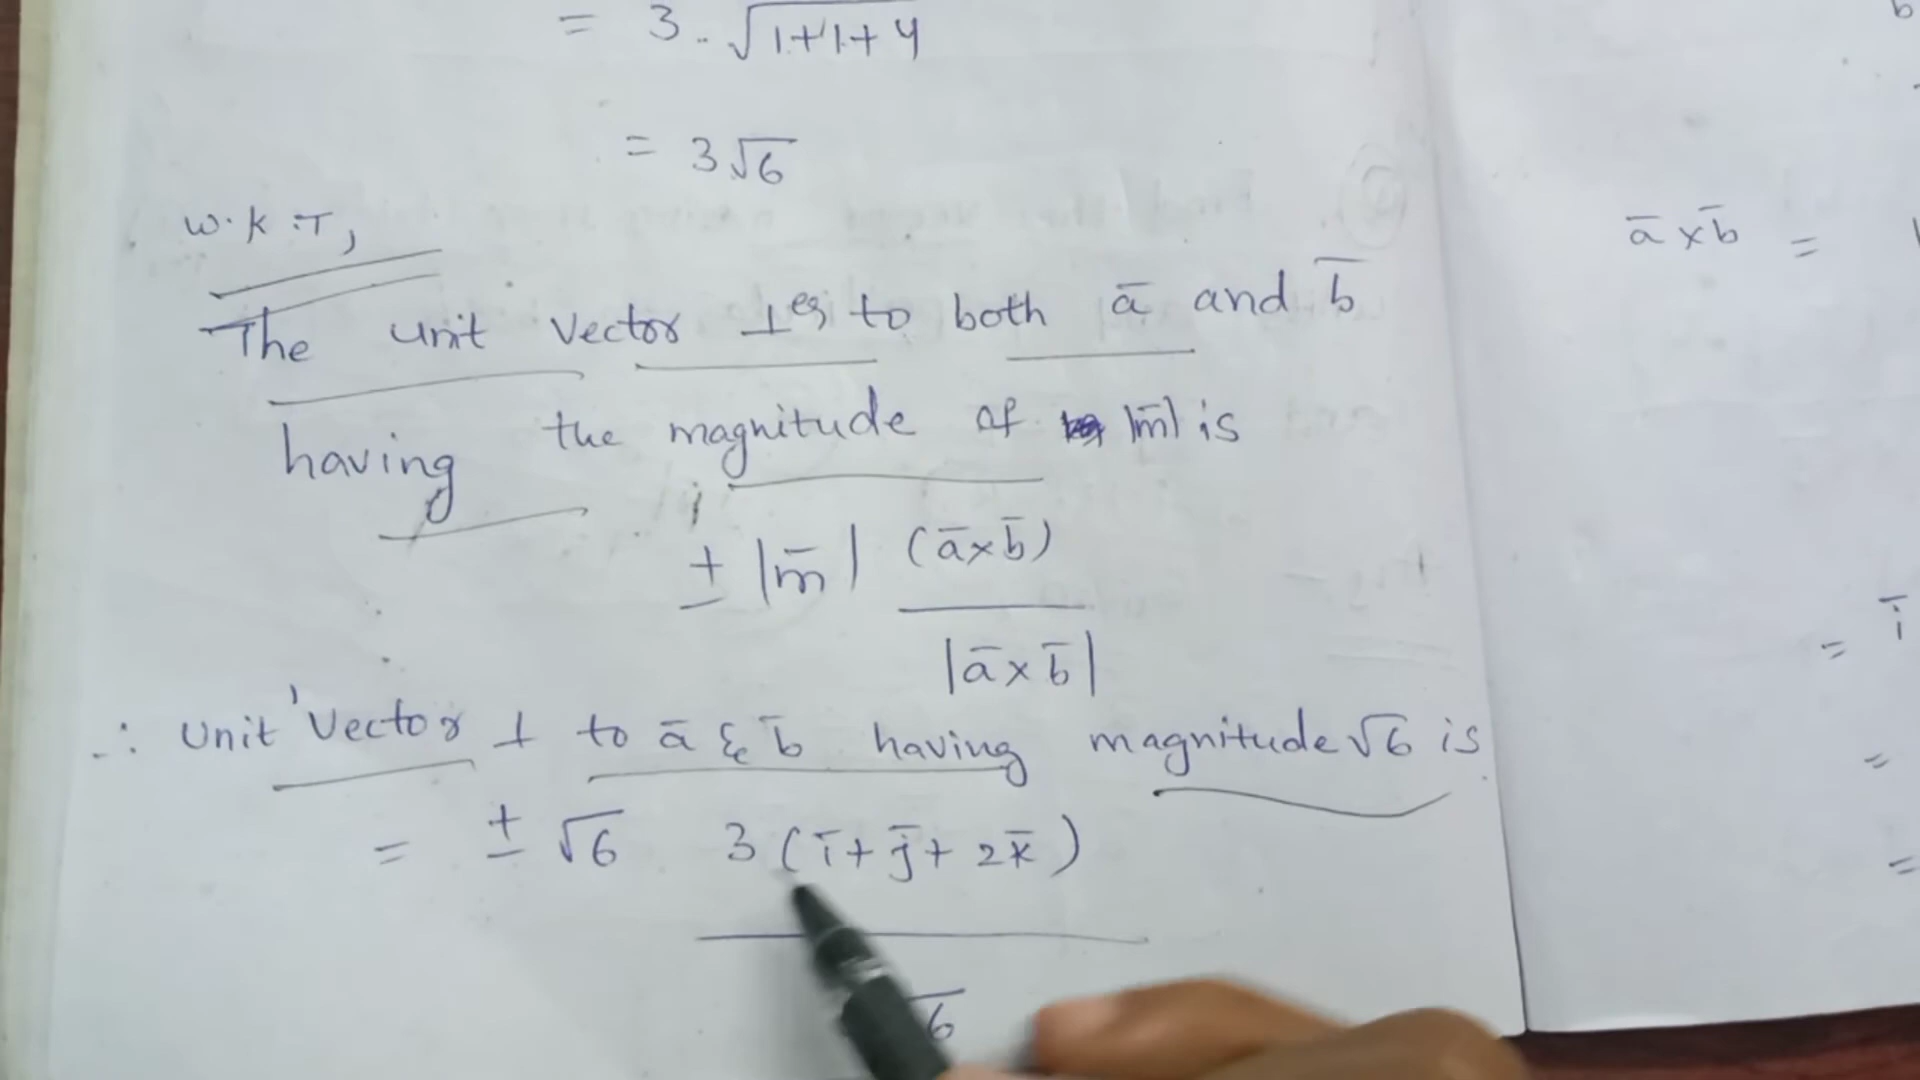 = 3. √1+1+4
= 3√6
W.K.T,
The unit vector ⊥er to both a̅ and b̅
having the magnitude of |m̅| is
± |m̅| (a̅×b̅)
|a̅×b̅|
∴ Unit Vector ⊥ to a̅ & b̅ having magnitude √6 is
= ± √6 3(i̅+j̅+2k̅)
6
b
a̅×b̅ =
= i̅
=
=